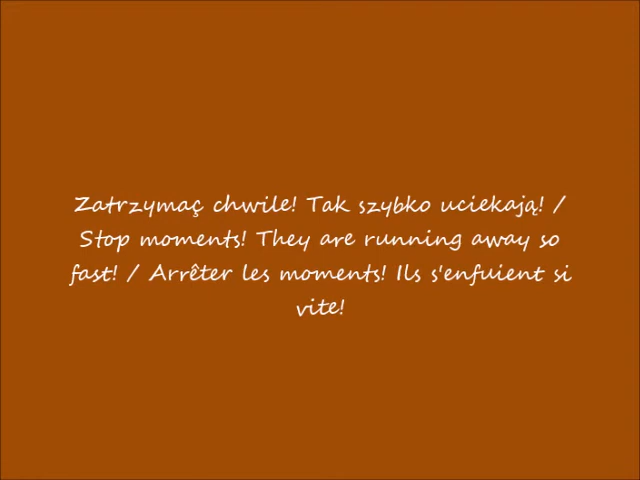 Zatrzymaç chwile! Tak szybko uciekają! /
Stop moments! They are running away so
fast! / Arrêter les moments! Ils s'enfuient si
vite!